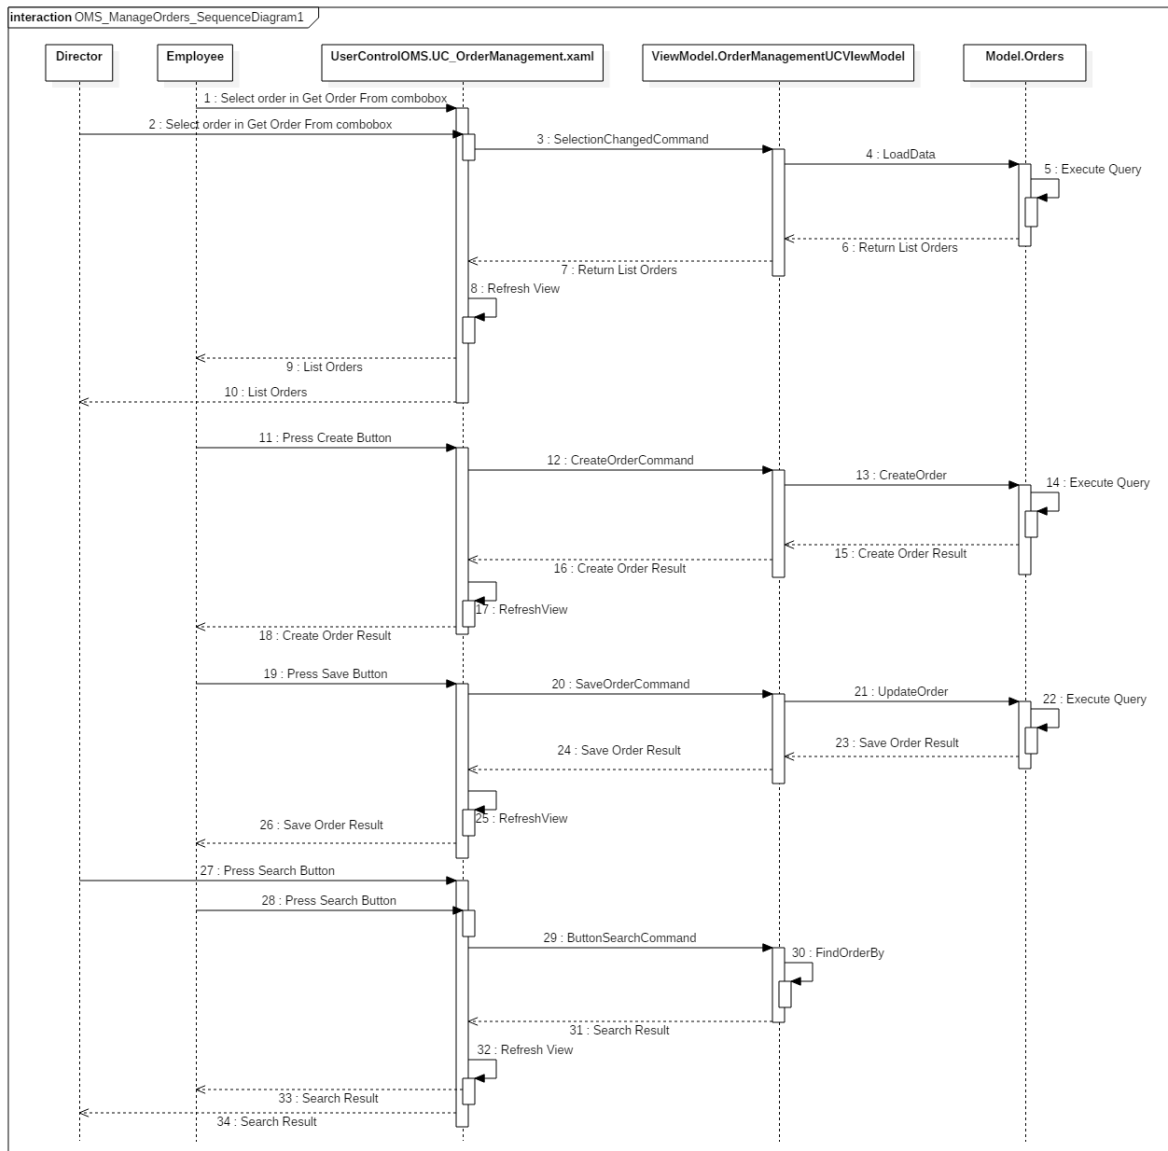 interaction OMS_ManageOrders_SequenceDiagram1
Director
Employee
UserControlOMS.UC_OrderManagement.xaml
ViewModel.OrderManagementUCVIewModel
Model.Orders
1 : Select order in Get Order From combobox
2 : Select order in Get Order From combobox
3 : SelectionChangedCommand
4 : LoadData
5 : Execute Query
6 : Return List Orders
7 : Return List Orders
8 : Refresh View
9 : List Orders
10 : List Orders
11 : Press Create Button
12 : CreateOrderCommand
13 : CreateOrder
14 : Execute Query
15 : Create Order Result
16 : Create Order Result
17 : RefreshView
18 : Create Order Result
19 : Press Save Button
20 : SaveOrderCommand
21 : UpdateOrder
22 : Execute Query
23 : Save Order Result
24 : Save Order Result
25 : RefreshView
26 : Save Order Result
27 : Press Search Button
28 : Press Search Button
29 : ButtonSearchCommand
30 : FindOrderBy
31 : Search Result
32 : Refresh View
33 : Search Result
34 : Search Result